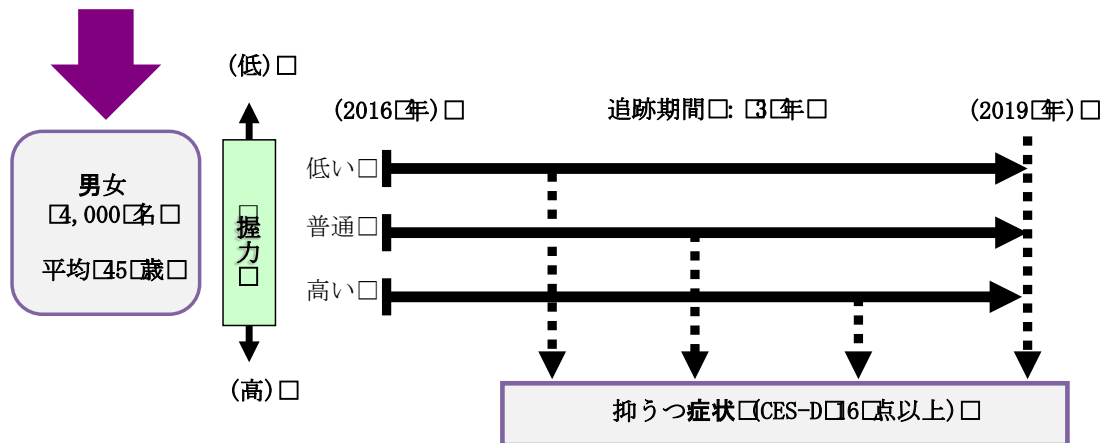 (低)
(2016年)
追跡期間: 3年
(2019年)
男女
4,000名
平均45歳
握力
低い
普通
高い
(高)
抑うつ症状(CES-D16点以上)